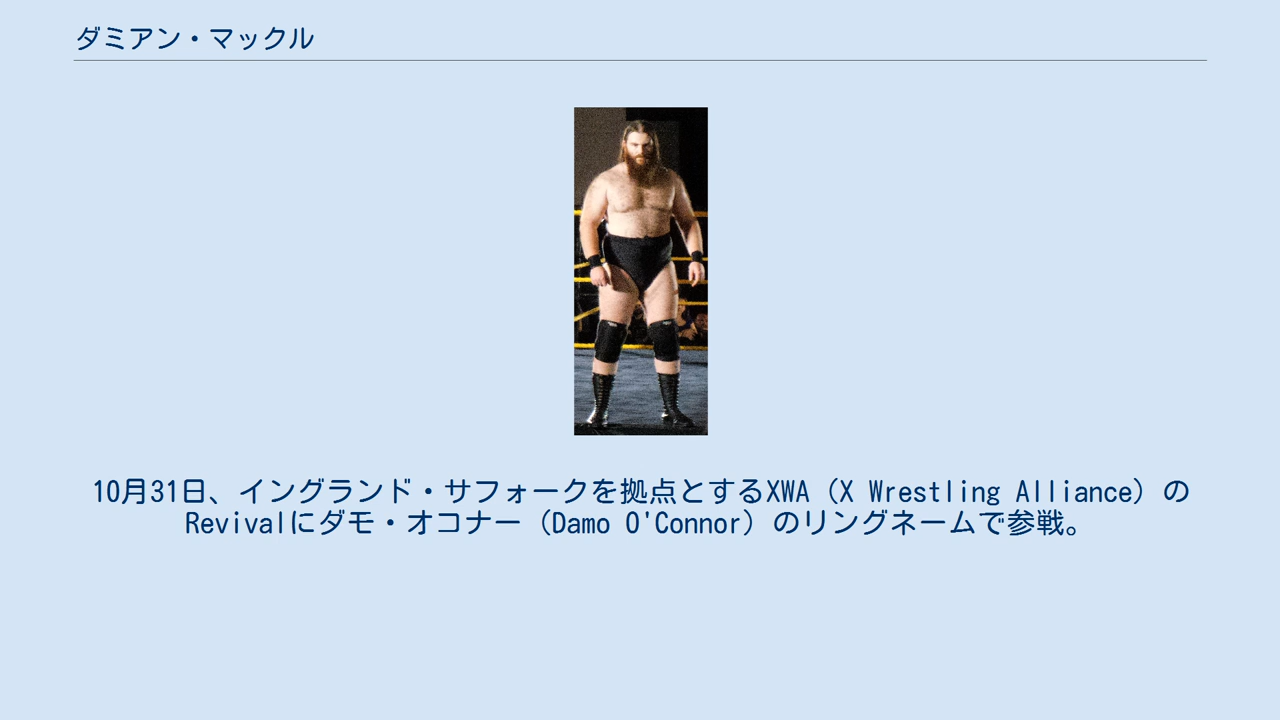 ダミアン・マックル
10月31日、イングランド・サフォークを拠点とするXWA（X Wrestling Alliance）の
Revivalにダモ・オコナー（Damo O'Connor）のリングネームで参戦。